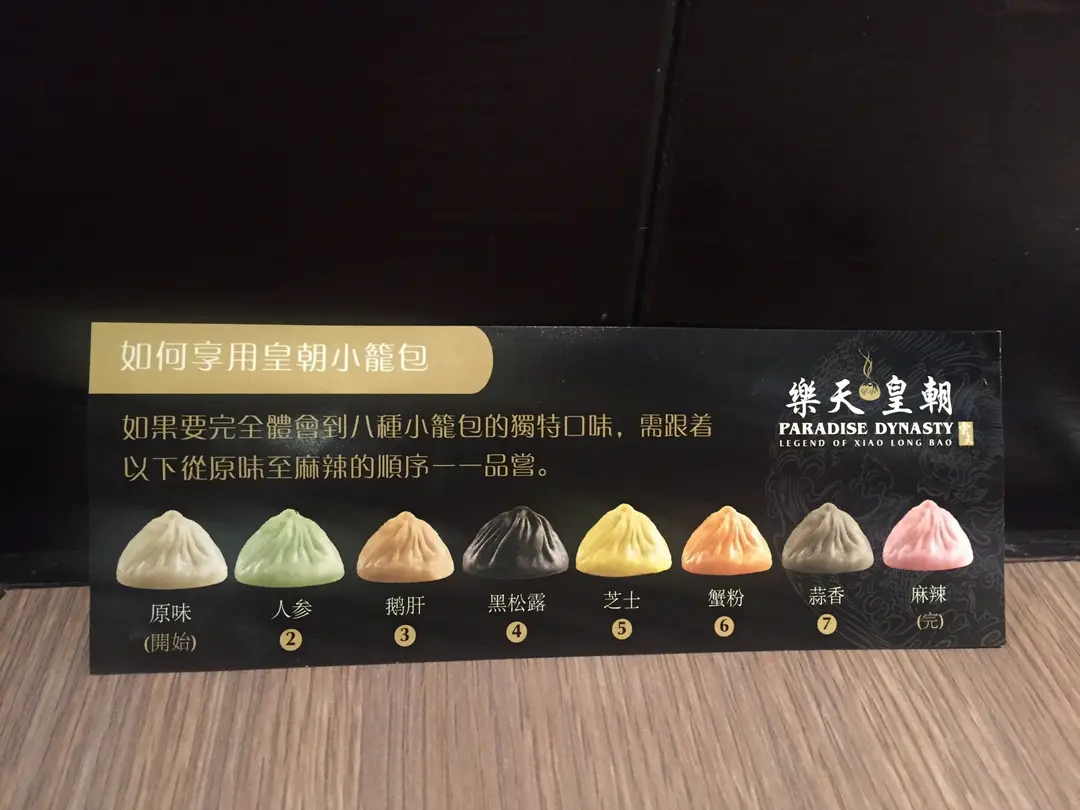 如何享用皇朝小籠包
如果要完全體會到八種小籠包的獨特口味，需跟着
以下從原味至麻辣的順序一一品嘗。
樂天皇朝
PARADISE DYNASTY
LEGEND OF XIAO LONG BAO
原味 人参 鹅肝 黑松露 芝士 蟹粉 蒜香 麻辣
(開始) 2 3 4 5 6 7 (完)